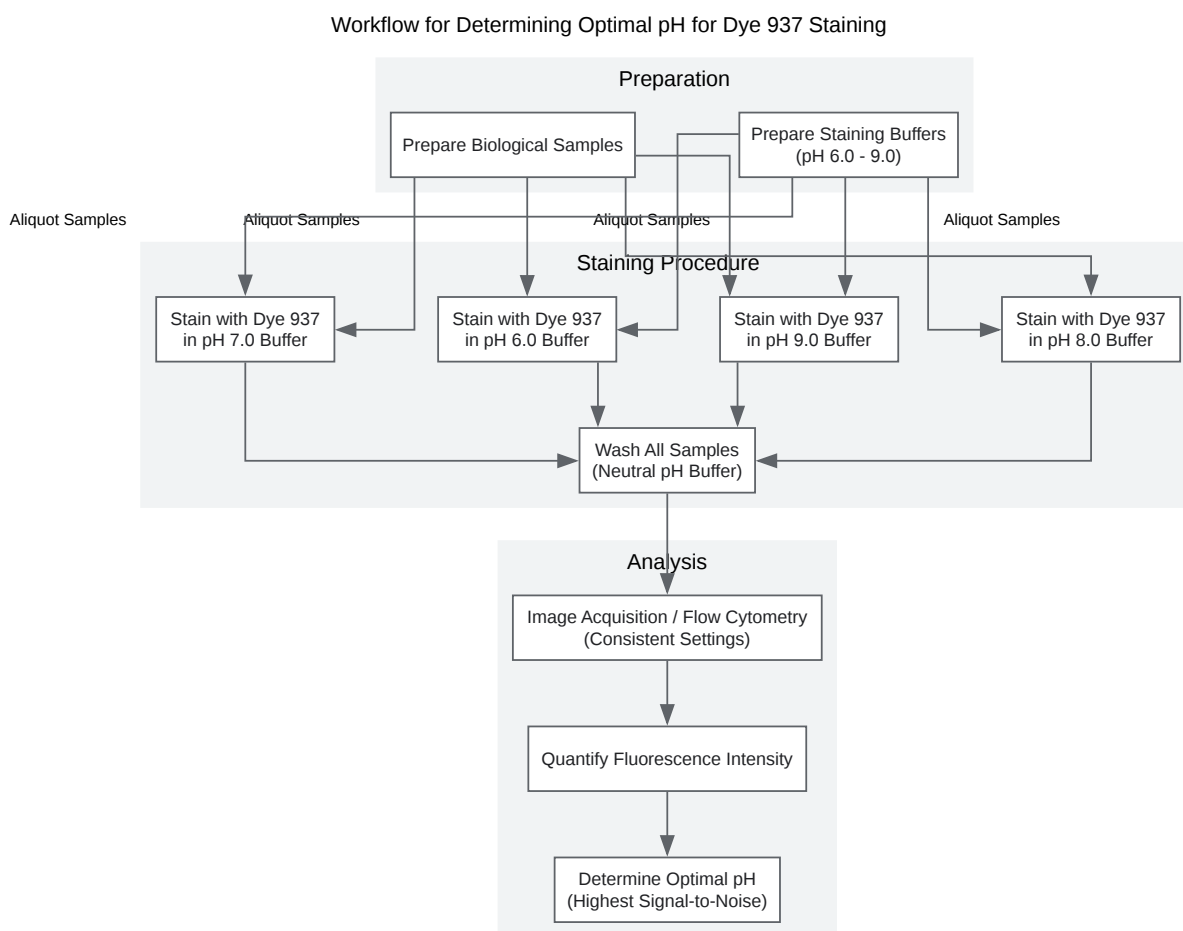 Workflow for Determining Optimal pH for Dye 937 Staining
Preparation
Prepare Biological Samples
Prepare Staining Buffers
(pH 6.0 - 9.0)
Aliquot Samples
Aliquot Samples
Aliquot Samples
Aliquot Samples
Staining Procedure
Stain with Dye 937
in pH 7.0 Buffer
Stain with Dye 937
in pH 6.0 Buffer
Stain with Dye 937
in pH 9.0 Buffer
Stain with Dye 937
in pH 8.0 Buffer
Wash All Samples
(Neutral pH Buffer)
Analysis
Image Acquisition / Flow Cytometry
(Consistent Settings)
Quantify Fluorescence Intensity
Determine Optimal pH
(Highest Signal-to-Noise)